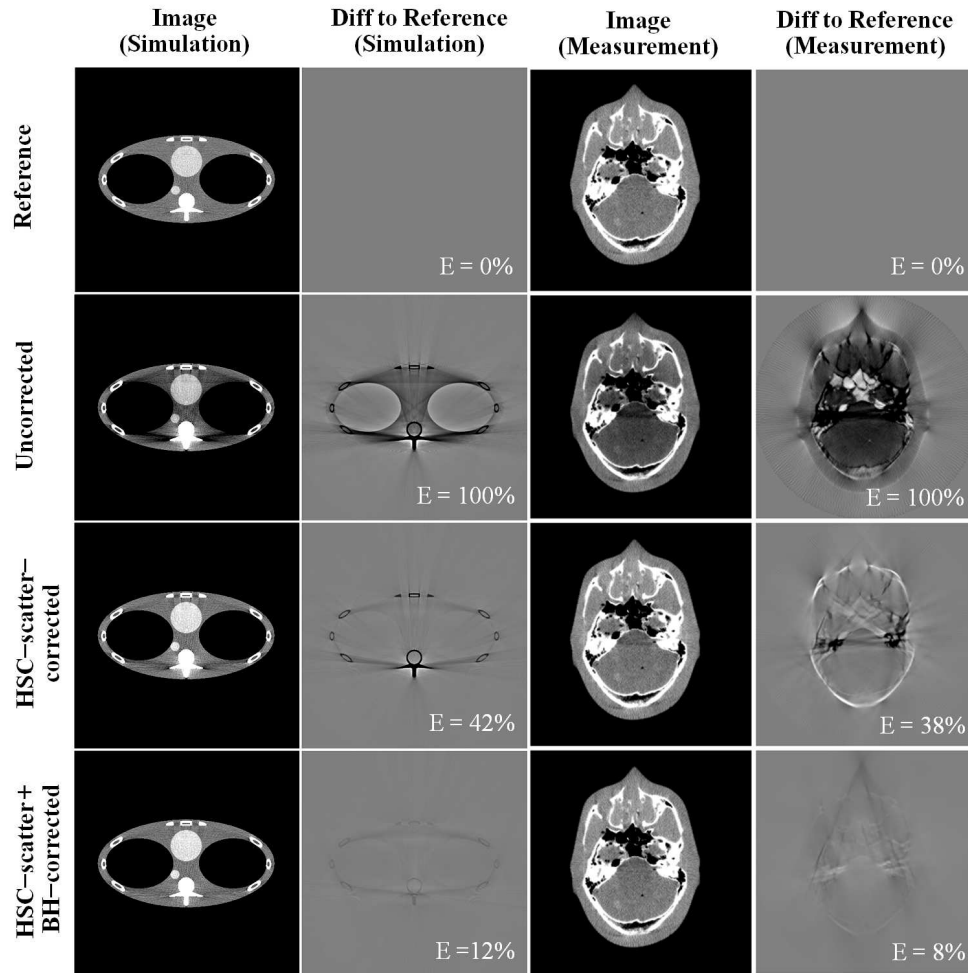 Image
(Simulation)
Diff to Reference
(Simulation)
Image
(Measurement)
Diff to Reference
(Measurement)
Reference
E = 0%
E = 0%
Uncorrected
E = 100%
E = 100%
HSC−scatter−
corrected
E = 42%
E = 38%
HSC−scatter+
BH−corrected
E =12%
E = 8%